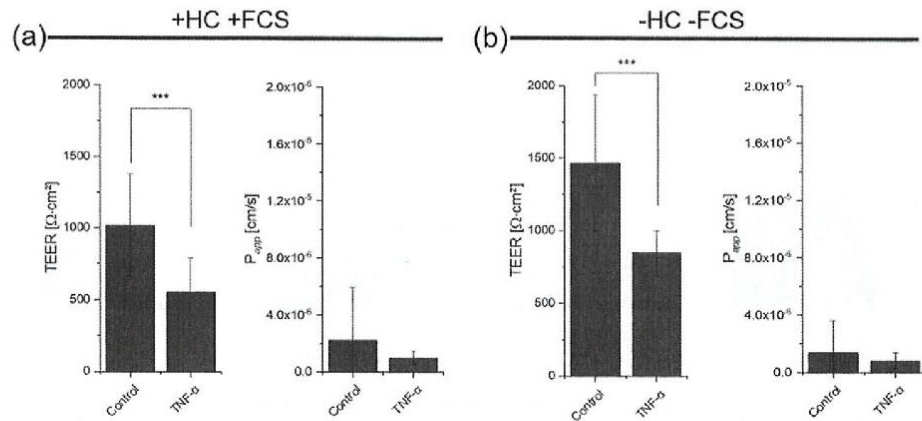 +HC +FCS
(a)
***
TEER [Ω·cm²]
2000
1500
1000
500
0
Control
TNF-α
P_app [cm/s]
2.0x10⁻⁵
1.6x10⁻⁵
1.2x10⁻⁵
8.0x10⁻⁶
4.0x10⁻⁶
0.0
Control
TNF-α
-HC -FCS
(b)
***
TEER [Ω·cm²]
2000
1500
1000
500
0
Control
TNF-α
P_app [cm/s]
2.0x10⁻⁵
1.6x10⁻⁵
1.2x10⁻⁵
8.0x10⁻⁶
4.0x10⁻⁶
0.0
Control
TNF-α